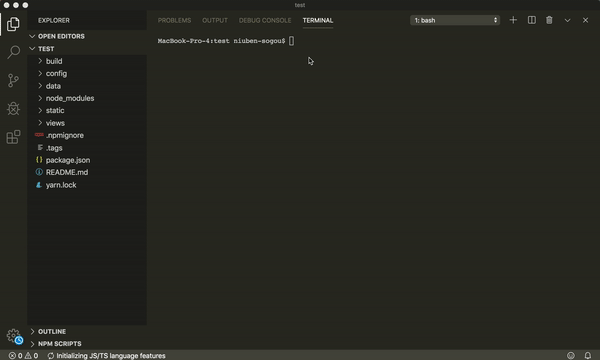 test
EXPLORER
OPEN EDITORS
TEST
build
config
data
node_modules
static
views
.npmignore
.tags
package.json
README.md
yarn.lock
OUTLINE
NPM SCRIPTS
PROBLEMS OUTPUT DEBUG CONSOLE TERMINAL 1: bash
MacBook-Pro-4:test niuben-sogou$
0 0 Initializing JS/TS language features